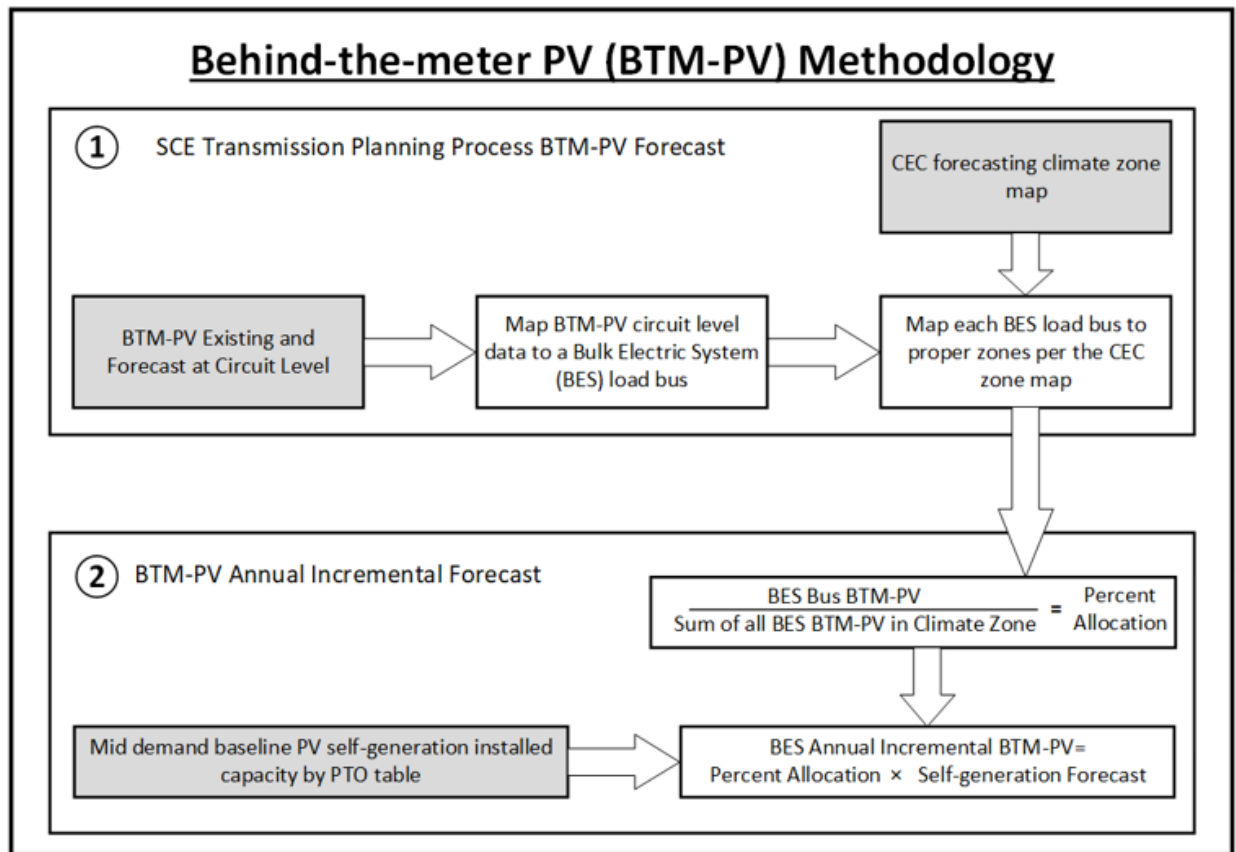 Behind-the-meter PV (BTM-PV) Methodology
1 SCE Transmission Planning Process BTM-PV Forecast
CEC forecasting climate zone
map
BTM-PV Existing and
Forecast at Circuit Level
Map BTM-PV circuit level
data to a Bulk Electric System
(BES) load bus
Map each BES load bus to
proper zones per the CEC
zone map
2 BTM-PV Annual Incremental Forecast
BES Bus BTM-PV
Sum of all BES BTM-PV in Climate Zone
=
Percent
Allocation
Mid demand baseline PV self-generation installed
capacity by PTO table
BES Annual Incremental BTM-PV=
Percent Allocation × Self-generation Forecast